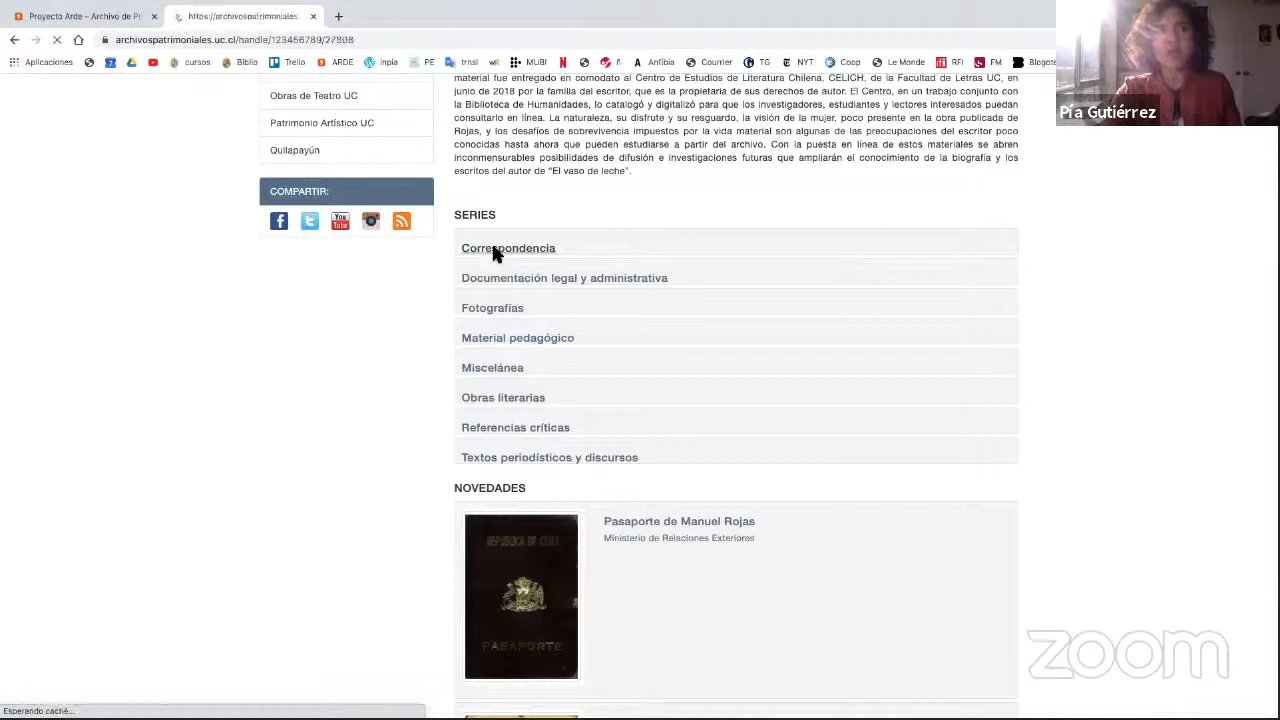 Proyecto Arde – Archivo de Pr
https://archivospatrimoniales.
archivospatrimoniales.uc.cl/handle/123456789/27808
Aplicaciones
cursos
Biblio
Trello
ARDE
inpia
PE
trnsl
wR
MUBI
ñ
Anfibia
Courrier
TG
NYT
Coop
Le Monde
RFI
FM
Blogote
Pía Gutiérrez
Obras de Teatro UC
Patrimonio Artístico UC
Quilapayún
COMPARTIR:
You
Tube
material fue entregado en comodato al Centro de Estudios de Literatura Chilena, CELICH, de la Facultad de Letras UC, en
junio de 2018 por la familia del escritor, que es la propietaria de sus derechos de autor. El Centro, en un trabajo conjunto con
la Biblioteca de Humanidades, lo catalogó y digitalizó para que los investigadores, estudiantes y lectores interesados puedan
consultarlo en línea. La naturaleza, su disfrute y su resguardo, la visión de la mujer, poco presente en la obra publicada de
Rojas, y los desafíos de sobrevivencia impuestos por la vida material son algunas de las preocupaciones del escritor poco
conocidas hasta ahora que pueden estudiarse a partir del archivo. Con la puesta en línea de estos materiales se abren
inconmensurables posibilidades de difusión e investigaciones futuras que ampliarán el conocimiento de la biografía y los
escritos del autor de “El vaso de leche”.
SERIES
Correspondencia
Documentación legal y administrativa
Fotografías
Material pedagógico
Miscelánea
Obras literarias
Referencias críticas
Textos periodísticos y discursos
NOVEDADES
REPUBLICA DE CHILE
PASAPORTE
Pasaporte de Manuel Rojas
Ministerio de Relaciones Exteriores
zoom
Esperando caché...